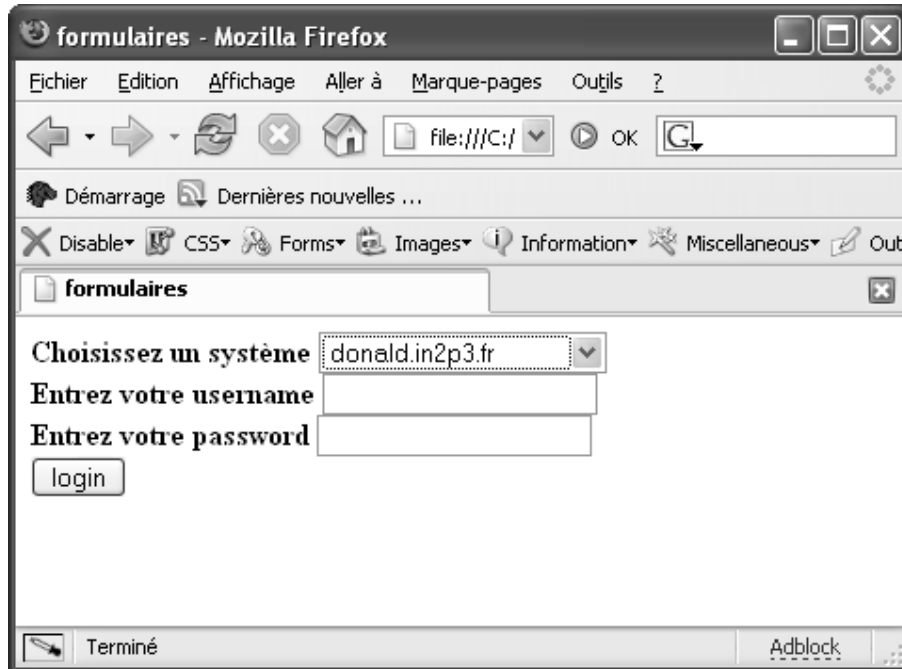 formulaires - Mozilla Firefox
Fichier Edition Affichage Aller à Marque-pages Outils ?
file:///C:/ OK G
Démarrage Dernières nouvelles ...
Disable CSS Forms Images Information Miscellaneous Out
formulaires
Choisissez un système donald.in2p3.fr
Entrez votre username
Entrez votre password
login
Terminé Adblock